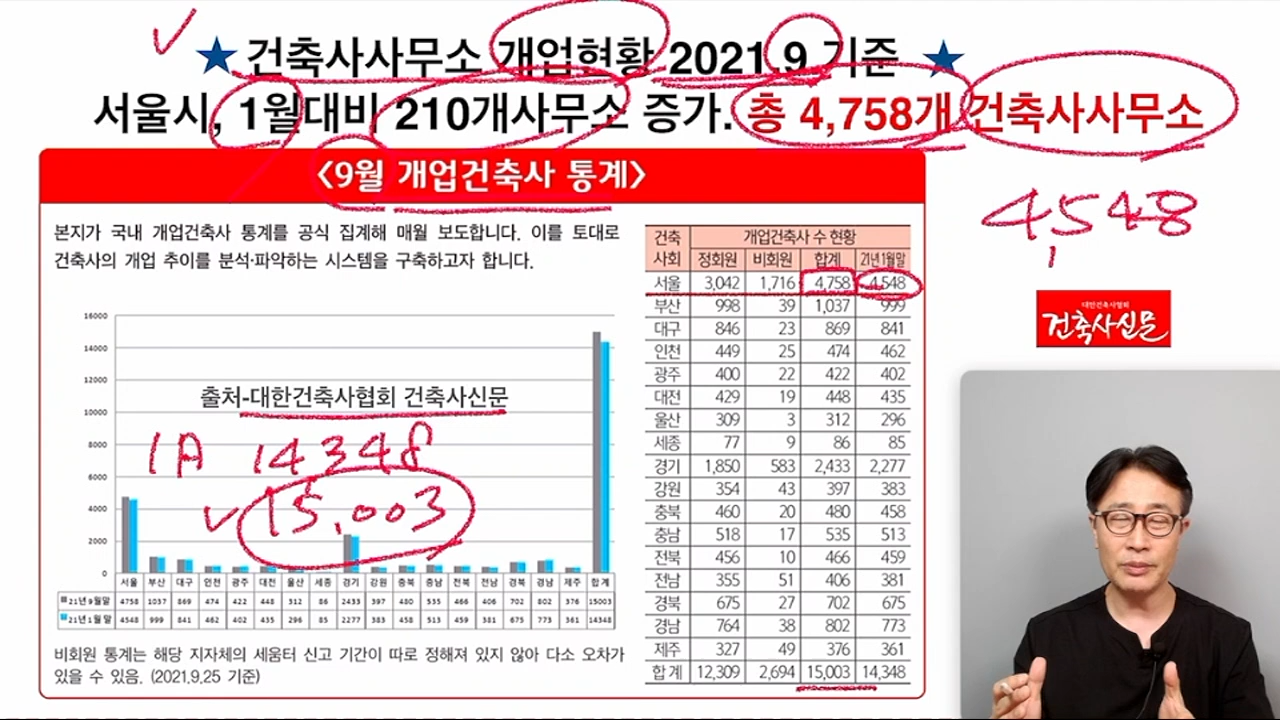 ★ 건축사사무소 개업현황 2021.9 기준 ★
서울시, 1월대비 210개사무소 증가. 총 4,758개 건축사사무소
<9월 개업건축사 통계>
본지가 국내 개업건축사 통계를 공식 집계해 매월 보도합니다. 이를 토대로
건축사의 개업 추이를 분석·파악하는 시스템을 구축하고자 합니다.
16000
14000
12000
10000
8000
6000
4000
2000
0
출처-대한건축사협회 건축사신문
1月 14348
15,003
서울 부산 대구 인천 광주 대전 울산 세종 경기 강원 충북 충남 전북 전남 경북 경남 제주 합계
21년9월말 4758 1037 869 474 422 448 312 86 2433 397 480 535 466 406 702 802 376 15003
21년1월말 4548 999 841 462 402 435 296 85 2277 383 458 513 459 381 675 773 361 14348
비회원 통계는 해당 지자체의 세움터 신고 기간이 따로 정해져 있지 않아 다소 오차가
있을 수 있음. (2021.9.25 기준)
건축사회 개업건축사 수 현황
정회원 비회원 합계 21년1월말
서울 3,042 1,716 4,758 4,548
부산 998 39 1,037 999
대구 846 23 869 841
인천 449 25 474 462
광주 400 22 422 402
대전 429 19 448 435
울산 309 3 312 296
세종 77 9 86 85
경기 1,850 583 2,433 2,277
강원 354 43 397 383
충북 460 20 480 458
충남 518 17 535 513
전북 456 10 466 459
전남 355 51 406 381
경북 675 27 702 675
경남 764 38 802 773
제주 327 49 376 361
합계 12,309 2,694 15,003 14,348
4,548
대한건축사협회
건축사신문